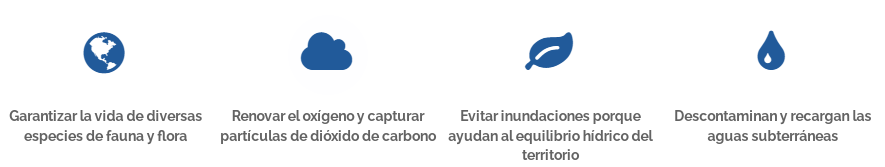 Garantizar la vida de diversas
especies de fauna y flora
Renovar el oxígeno y capturar
partículas de dióxido de carbono
Evitar inundaciones porque
ayudan al equilibrio hídrico del
territorio
Descontaminan y recargan las
aguas subterráneas